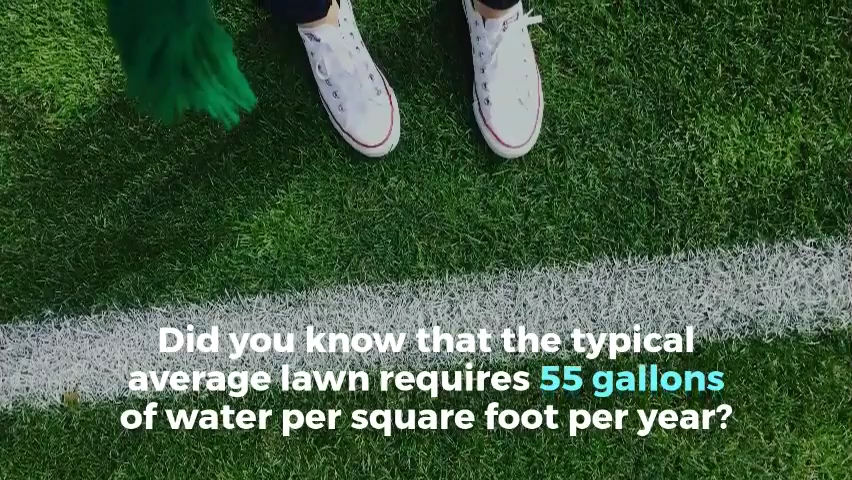 Did you know that the typical
average lawn requires 55 gallons
of water per square foot per year?